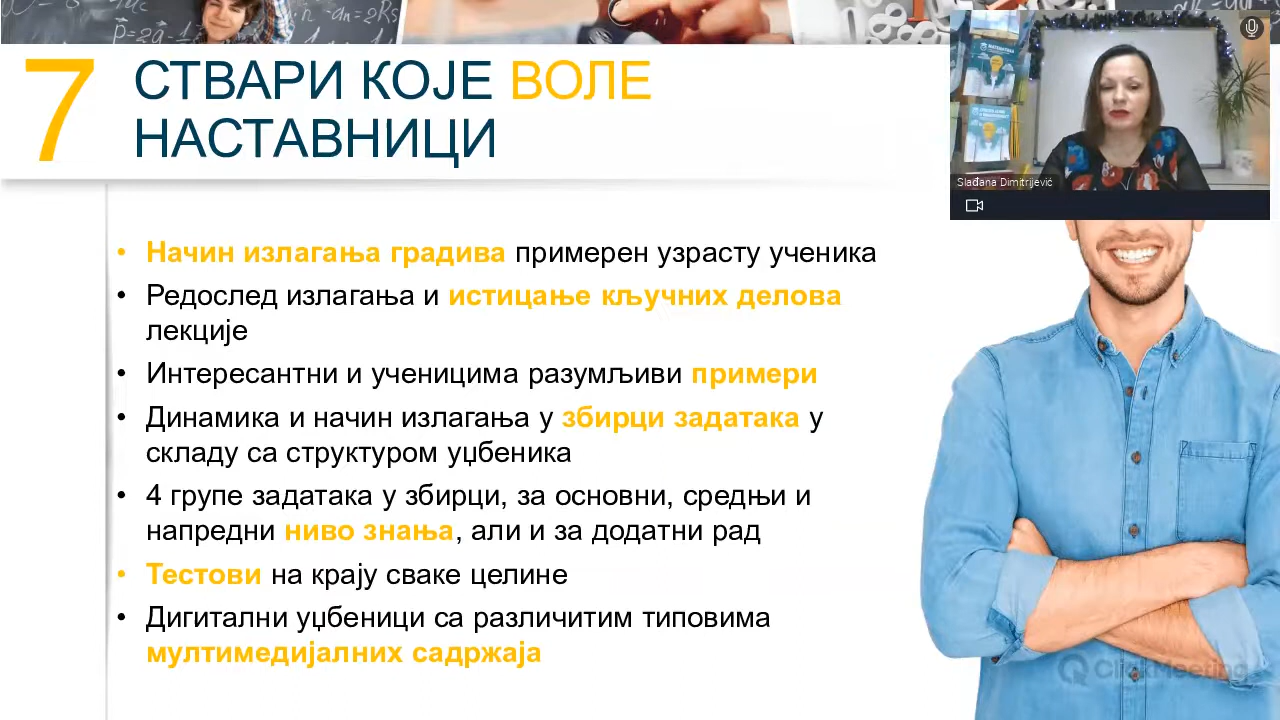 7
СТВАРИ КОЈЕ ВОЛЕ
НАСТАВНИЦИ
Slađana Dimitrijević
• Начин излагања градива примерен узрасту ученика
• Редослед излагања и истицање кључних делова
лекције
• Интересантни и ученицима разумљиви примери
• Динамика и начин излагања у збирци задатака у
складу са структуром уџбеника
• 4 групе задатака у збирци, за основни, средњи и
напредни ниво знања, али и за додатни рад
• Тестови на крају сваке целине
• Дигитални уџбеници са различитим типовима
мултимедијалних садржаја
ClickMeeting